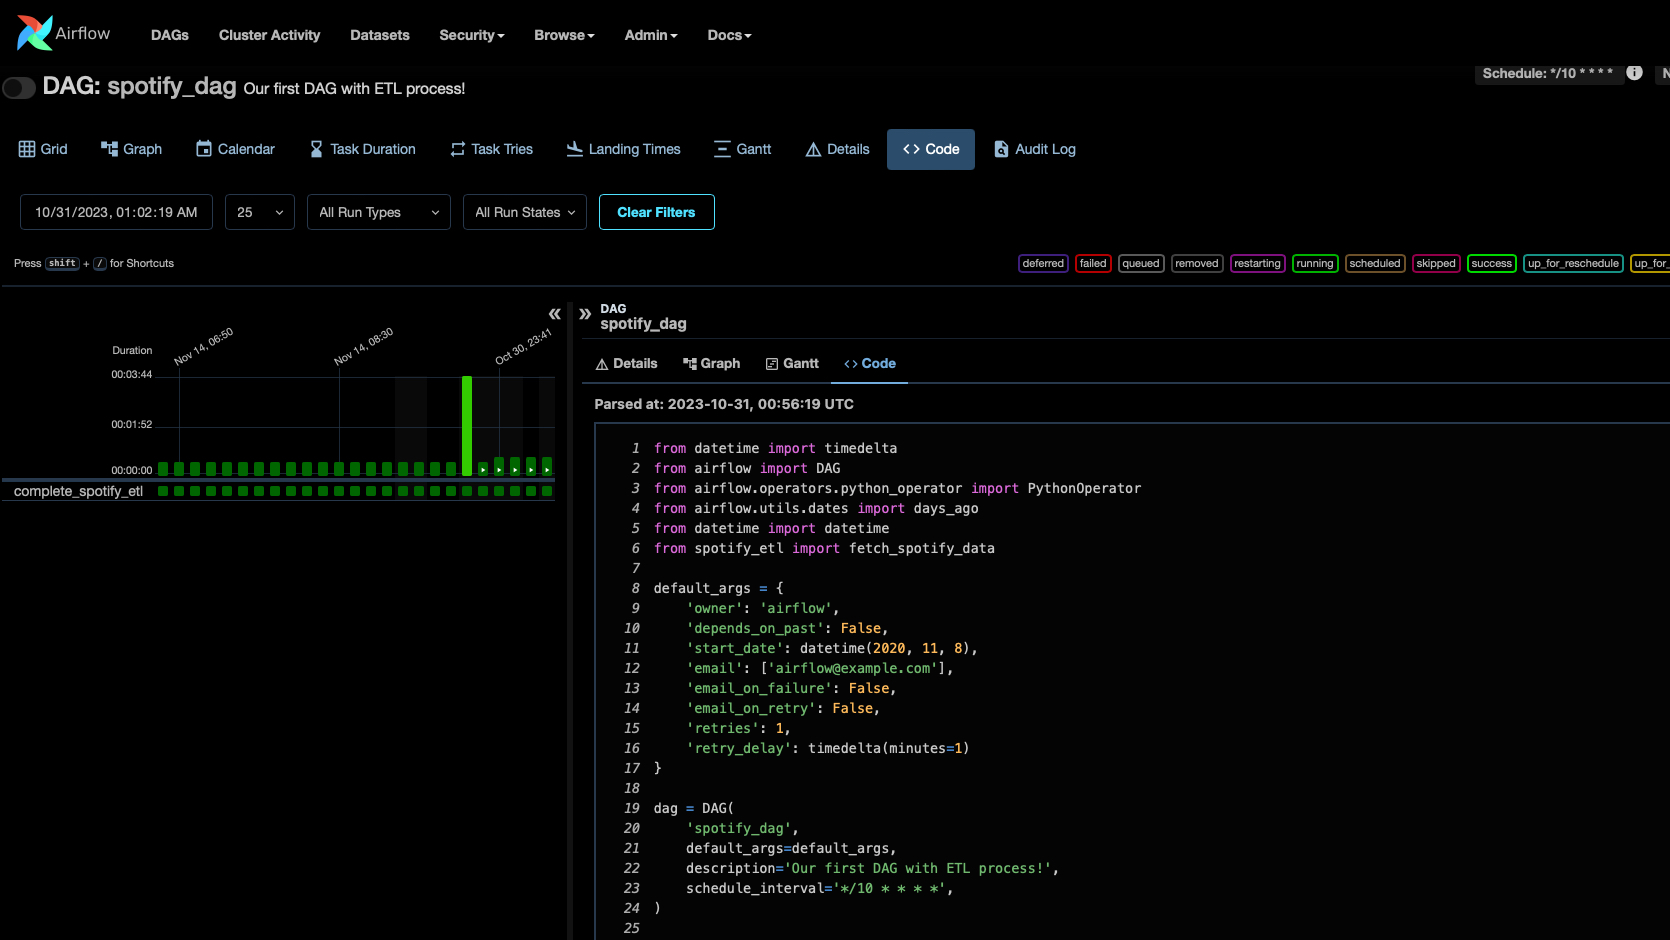 Airflow DAGs Cluster Activity Datasets Security Browse Admin Docs
DAG: spotify_dag Our first DAG with ETL process!
Schedule: */10 * * * *
Grid Graph Calendar Task Duration Task Tries Landing Times Gantt Details Code Audit Log
10/31/2023, 01:02:19 AM 25 All Run Types All Run States Clear Filters
Press shift + / for Shortcuts
deferred failed queued removed restarting running scheduled skipped success up_for_reschedule up_for_
Duration
Nov 14, 06:50 Nov 14, 08:30 Oct 30, 23:41
00:03:44
00:01:52
00:00:00
complete_spotify_etl
DAG
spotify_dag
Details Graph Gantt Code
Parsed at: 2023-10-31, 00:56:19 UTC
1 from datetime import timedelta
2 from airflow import DAG
3 from airflow.operators.python_operator import PythonOperator
4 from airflow.utils.dates import days_ago
5 from datetime import datetime
6 from spotify_etl import fetch_spotify_data
7
8 default_args = {
9     'owner': 'airflow',
10     'depends_on_past': False,
11     'start_date': datetime(2020, 11, 8),
12     'email': ['airflow@example.com'],
13     'email_on_failure': False,
14     'email_on_retry': False,
15     'retries': 1,
16     'retry_delay': timedelta(minutes=1)
17 }
18
19 dag = DAG(
20     'spotify_dag',
21     default_args=default_args,
22     description='Our first DAG with ETL process!',
23     schedule_interval='*/10 * * * *',
24 )
25